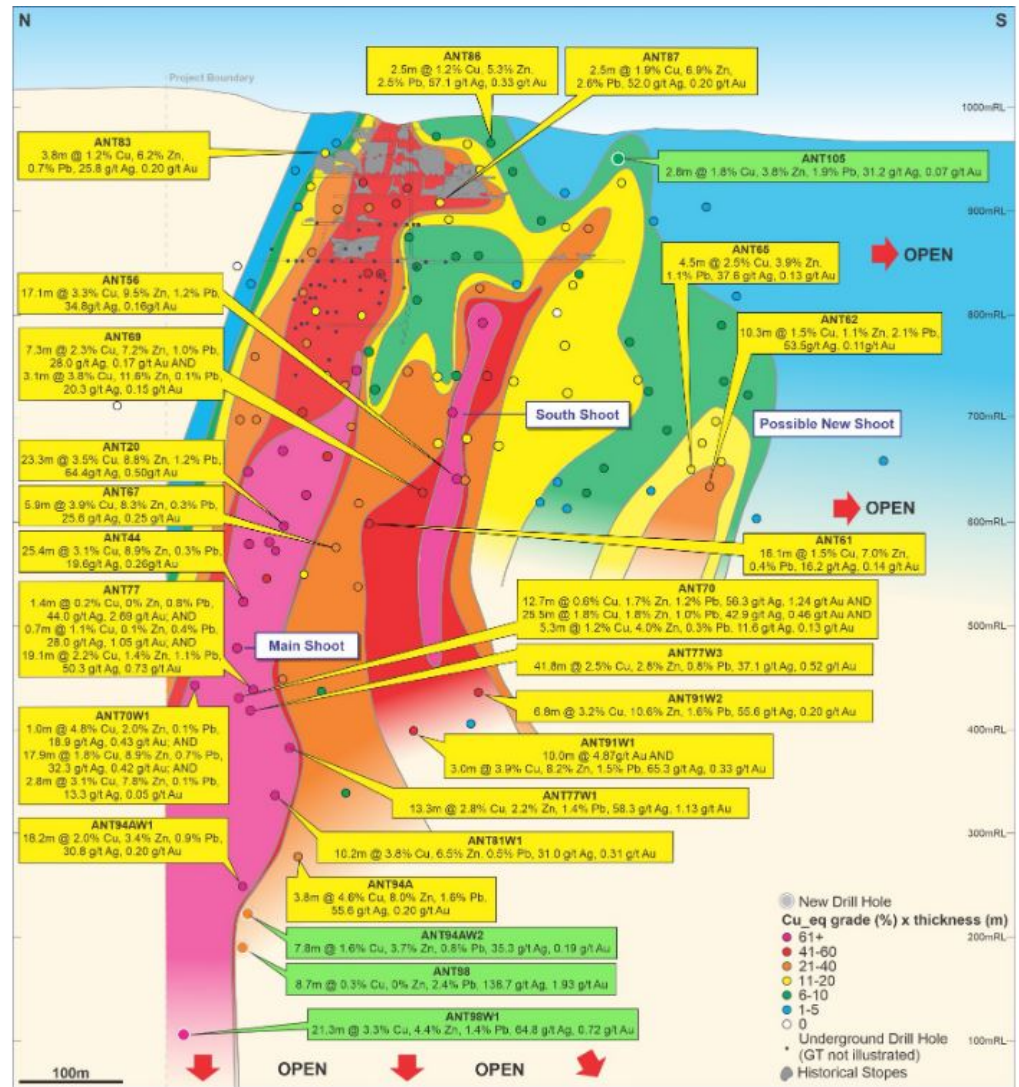 N
S
Project Boundary
ANT86
2.5m @ 1.2% Cu, 5.3% Zn,
2.5% Pb, 57.1 g/t Ag, 0.33 g/t Au
ANT87
2.5m @ 1.9% Cu, 6.9% Zn,
2.6% Pb, 52.0 g/t Ag, 0.20 g/t Au
1000mRL
ANT83
3.8m @ 1.2% Cu, 6.2% Zn,
0.7% Pb, 25.8 g/t Ag, 0.20 g/t Au
ANT105
2.8m @ 1.8% Cu, 3.8% Zn, 1.9% Pb, 31.2 g/t Ag, 0.07 g/t Au
900mRL
OPEN
ANT65
4.5m @ 2.5% Cu, 3.9% Zn,
1.1% Pb, 37.6 g/t Ag, 0.13 g/t Au
ANT56
17.1m @ 3.3% Cu, 9.5% Zn, 1.2% Pb,
34.8g/t Ag, 0.16g/t Au
800mRL
ANT62
10.3m @ 1.5% Cu, 1.1% Zn, 2.1% Pb,
53.5g/t Ag, 0.11g/t Au
ANT69
7.3m @ 2.3% Cu, 7.2% Zn, 1.0% Pb,
28.0 g/t Ag, 0.17 g/t Au AND
3.1m @ 3.8% Cu, 11.6% Zn, 0.1% Pb,
20.3 g/t Ag, 0.15 g/t Au
700mRL
South Shoot
Possible New Shoot
ANT20
23.3m @ 3.5% Cu, 8.8% Zn, 1.2% Pb,
64.4g/t Ag, 0.50g/t Au
ANT67
5.9m @ 3.9% Cu, 8.3% Zn, 0.3% Pb,
25.6 g/t Ag, 0.25 g/t Au
OPEN
600mRL
ANT44
25.4m @ 3.1% Cu, 8.9% Zn, 0.3% Pb,
19.6g/t Ag, 0.26g/t Au
ANT61
16.1m @ 1.5% Cu, 7.0% Zn,
0.4% Pb, 16.2 g/t Ag, 0.14 g/t Au
ANT77
1.4m @ 0.2% Cu, 0% Zn, 0.8% Pb,
44.0 g/t Ag, 2.69 g/t Au; AND
0.7m @ 1.1% Cu, 0.1% Zn, 0.4% Pb,
28.0 g/t Ag, 1.05 g/t Au; AND
19.1m @ 2.2% Cu, 1.4% Zn, 1.1% Pb,
50.3 g/t Ag, 0.73 g/t Au
ANT70
12.7m @ 0.6% Cu, 1.7% Zn, 1.2% Pb, 56.3 g/t Ag, 1.24 g/t Au AND
25.5m @ 1.8% Cu, 1.8% Zn, 1.0% Pb, 42.9 g/t Ag, 0.46 g/t Au AND
5.3m @ 1.2% Cu, 4.0% Zn, 0.3% Pb, 11.6 g/t Ag, 0.13 g/t Au
500mRL
Main Shoot
ANT77W3
41.8m @ 2.5% Cu, 2.8% Zn, 0.8% Pb, 37.1 g/t Ag, 0.52 g/t Au
ANT91W2
6.8m @ 3.2% Cu, 10.6% Zn, 1.6% Pb, 55.6 g/t Ag, 0.20 g/t Au
ANT70W1
1.0m @ 4.8% Cu, 2.0% Zn, 0.1% Pb,
18.9 g/t Ag, 0.43 g/t Au; AND
17.9m @ 1.8% Cu, 8.9% Zn, 0.7% Pb,
32.3 g/t Ag, 0.42 g/t Au; AND
2.8m @ 3.1% Cu, 7.8% Zn, 0.1% Pb,
13.3 g/t Ag, 0.05 g/t Au
400mRL
ANT91W1
10.0m @ 4.87g/t Au AND
3.0m @ 3.9% Cu, 8.2% Zn, 1.5% Pb, 65.3 g/t Ag, 0.33 g/t Au
ANT77W1
13.3m @ 2.8% Cu, 2.2% Zn, 1.4% Pb, 58.3 g/t Ag, 1.13 g/t Au
ANT94AW1
18.2m @ 2.0% Cu, 3.4% Zn, 0.9% Pb,
30.8 g/t Ag, 0.20 g/t Au
ANT81W1
10.2m @ 3.8% Cu, 6.5% Zn, 0.5% Pb, 31.0 g/t Ag, 0.31 g/t Au
300mRL
ANT94A
3.8m @ 4.6% Cu, 8.0% Zn, 1.6% Pb,
55.6 g/t Ag, 0.20 g/t Au
ANT94AW2
7.8m @ 1.6% Cu, 3.7% Zn, 0.8% Pb, 35.3 g/t Ag, 0.19 g/t Au
ANT98
8.7m @ 0.3% Cu, 0% Zn, 2.4% Pb, 138.7 g/t Ag, 1.93 g/t Au
ANT98W1
21.3m @ 3.3% Cu, 4.4% Zn, 1.4% Pb, 64.8 g/t Ag, 0.72 g/t Au
New Drill Hole
Cu_eq grade (%) x thickness (m)
61+
41-60
21-40
11-20
6-10
1-5
0
Underground Drill Hole
(GT not illustrated)
Historical Stopes
200mRL
100mRL
100m
OPEN
OPEN